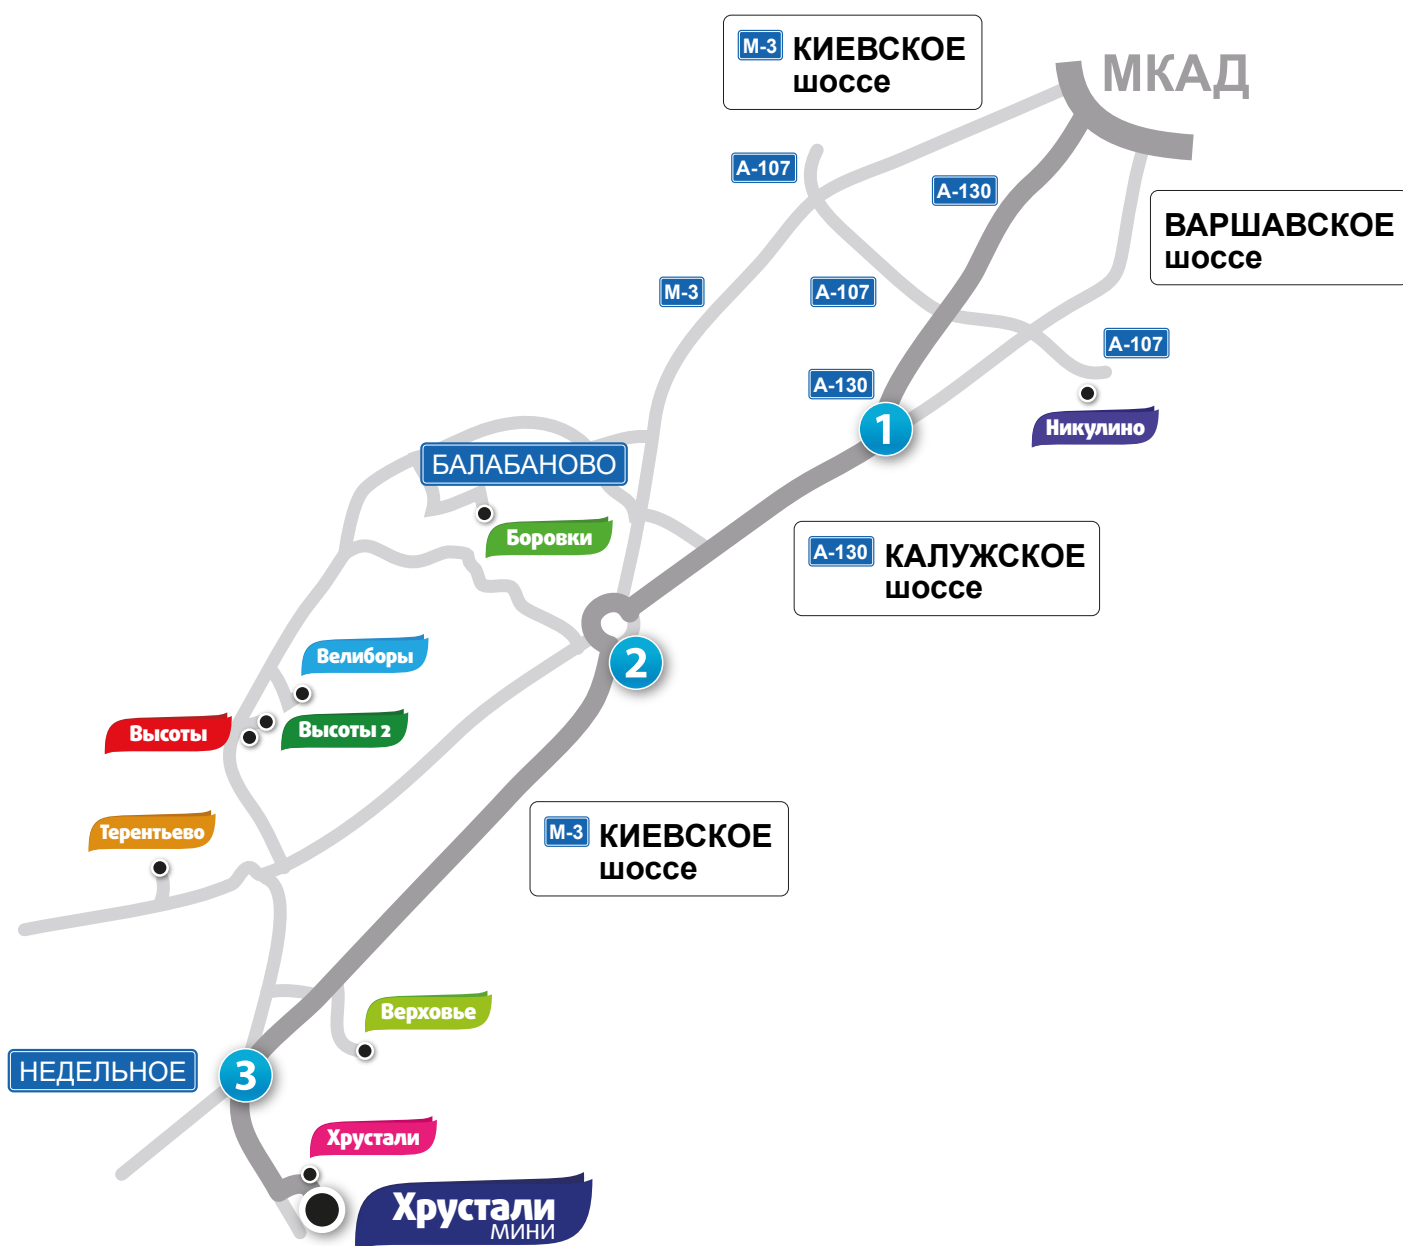 М-3 КИЕВСКОЕ
шоссе
МКАД
А-107
А-130
ВАРШАВСКОЕ
шоссе
М-3
А-107
А-107
А-130
1
Никулино
БАЛАБАНОВО
Боровки
А-130 КАЛУЖСКОЕ
шоссе
Велиборы
2
Высоты
Высоты 2
Терентьево
М-3 КИЕВСКОЕ
шоссе
Верховье
НЕДЕЛЬНОЕ
3
Хрустали
Хрустали
МИНИ